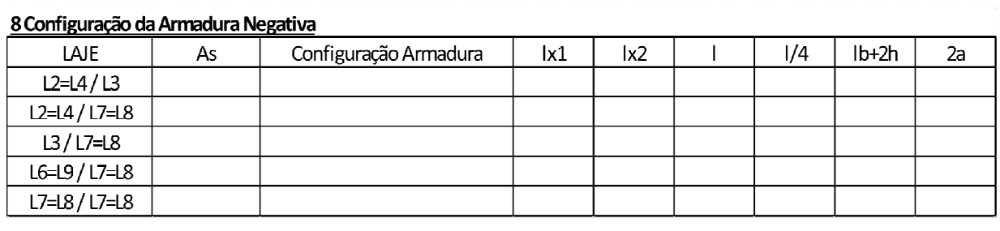 8 Configuração da Armadura Negativa
LAJE As Configuração Armadura lx1 lx2 l l/4 lb+2h 2a
L2=L4 / L3
L2=L4 / L7=L8
L3 / L7=L8
L6=L9 / L7=L8
L7=L8 / L7=L8